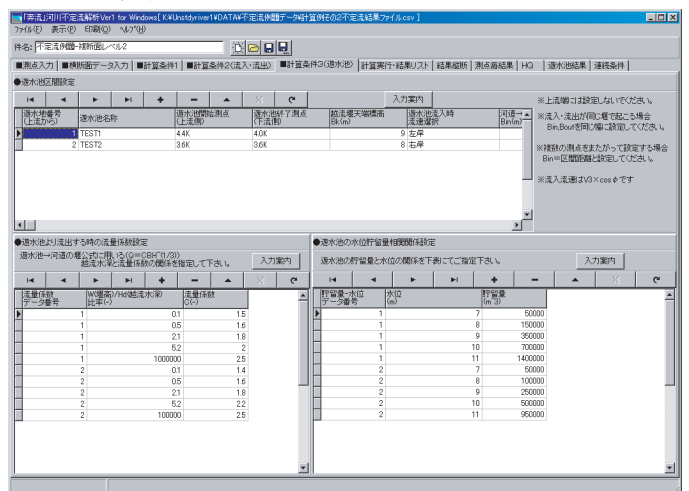 「奔流」河川不定流解析Ver1 for Windows[ K:¥Unstdyriver1¥DATA¥不定流例題データ¥計算例その2不定流結果ファイル.csv ]
ファイル(F) 表示(P) 印刷(Q) ヘルプ(H)
件名: 不定流例題-複断面レベル2
■測点入力 ■横断面データ入力 ■計算条件1 ■計算条件2(流入・流出) ■計算条件3(遊水池) 計算実行・結果リスト 結果縦断 測点毎結果 HQ 遊水池結果 連続条件
●遊水池区間設定
入力案内
遊水地番号(上流から) 遊水池名称 遊水池開始測点(上流側) 遊水池終了測点(下流側) 越流堰天端標高Bk(m) 遊水池流入時流速選択 河道→Bin(m)
1 TEST1 4.4K 4.0K 9 左岸
2 TEST2 3.6K 3.6K 8 右岸
※上流端には設定しないでください。
※流入・流出が同じ堰で起こる場合
Bin,Boutを同じ幅に設定してください。
※複数の測点をまたがって設定する場合
Bin=区間距離と設定してください。
※流入流速はV3×cosφです
●遊水池より流出する時の流量係数設定
遊水池→河道の堰公式に用いる(Q=CBH^(1/3))
越流水深と流量係数の関係を指定して下さい。
入力案内
流量係数データ番号 W(堰高)/Hd(越流水深)比率(-) 流量係数C(-)
1 0.1 1.5
1 0.5 1.6
1 2.1 1.8
1 5.2 2
1 1000000 2.5
2 0.1 1.4
2 0.5 1.6
2 2.1 1.8
2 5.2 2.2
2 100000 2.5
●遊水池の水位貯留量相関関係設定
遊水池の貯留量と水位の関係を下表にてご指定下さい。
入力案内
貯留量-水位データ番号 水位(m) 貯留量(m^3)
1 7 50000
1 8 150000
1 9 350000
1 10 700000
1 11 1400000
2 7 50000
2 8 100000
2 9 250000
2 10 500000
2 11 950000